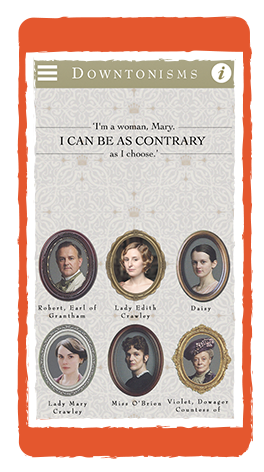 DOWNTONISMS i
'I'm a woman, Mary.
I CAN BE AS CONTRARY
as I choose.'
Robert, Earl of Grantham
Lady Edith Crawley
Daisy
Lady Mary Crawley
Miss O'Brien
Violet, Dowager Countess of